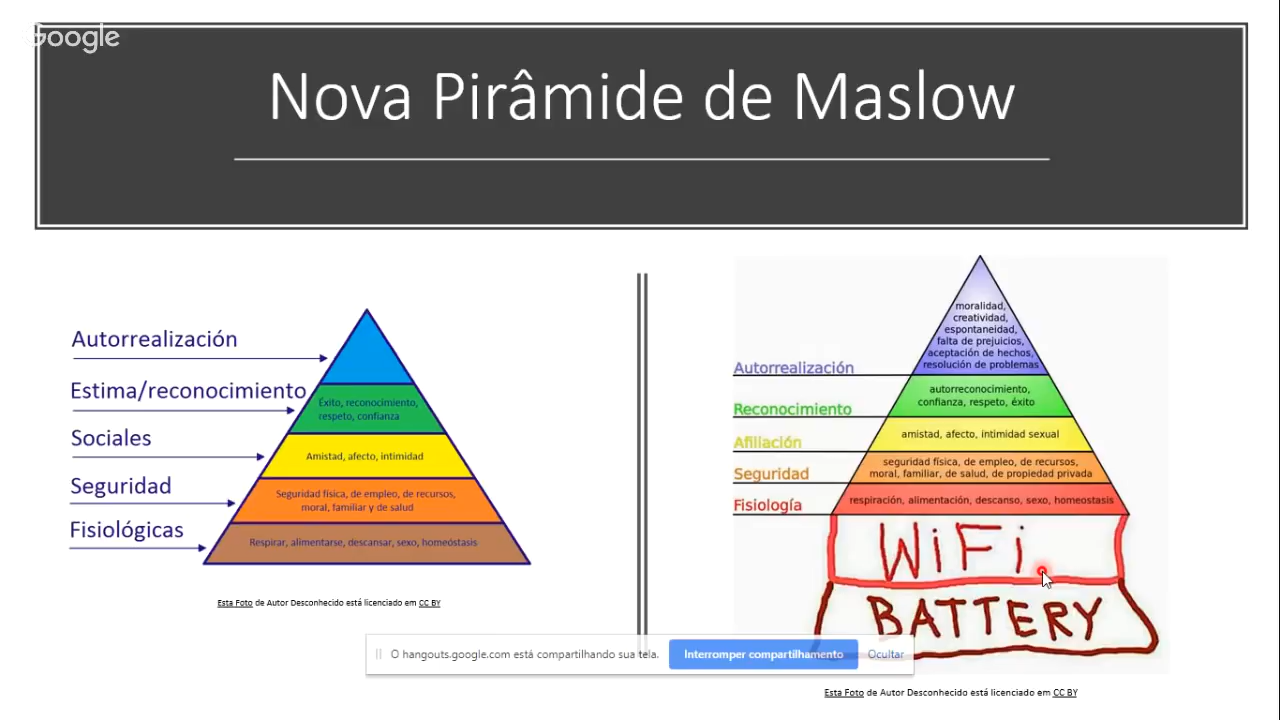 Google
Nova Pirâmide de Maslow
Autorrealización
Estima/reconocimiento
Sociales
Seguridad
Fisiológicas
Éxito, reconocimiento,
respeto, confianza
Amistad, afecto, intimidad
Seguridad física, de empleo, de recursos,
moral, familiar y de salud
Respirar, alimentarse, descansar, sexo, homeóstasis
Esta Foto de Autor Desconhecido está licenciado em CC BY
moralidad,
creatividad,
espontaneidad,
falta de prejuicios,
aceptación de hechos,
resolución de problemas
Autorrealización
autorreconocimiento,
confianza, respeto, éxito
Reconocimiento
amistad, afecto, intimidad sexual
Afiliación
seguridad física, de empleo, de recursos,
moral, familiar, de salud, de propiedad privada
Seguridad
respiración, alimentación, descanso, sexo, homeostasis
Fisiología
WiFi
BATTERY
O hangouts.google.com está compartilhando sua tela.
Interromper compartilhamento
Ocultar
Esta Foto de Autor Desconhecido está licenciado em CC BY